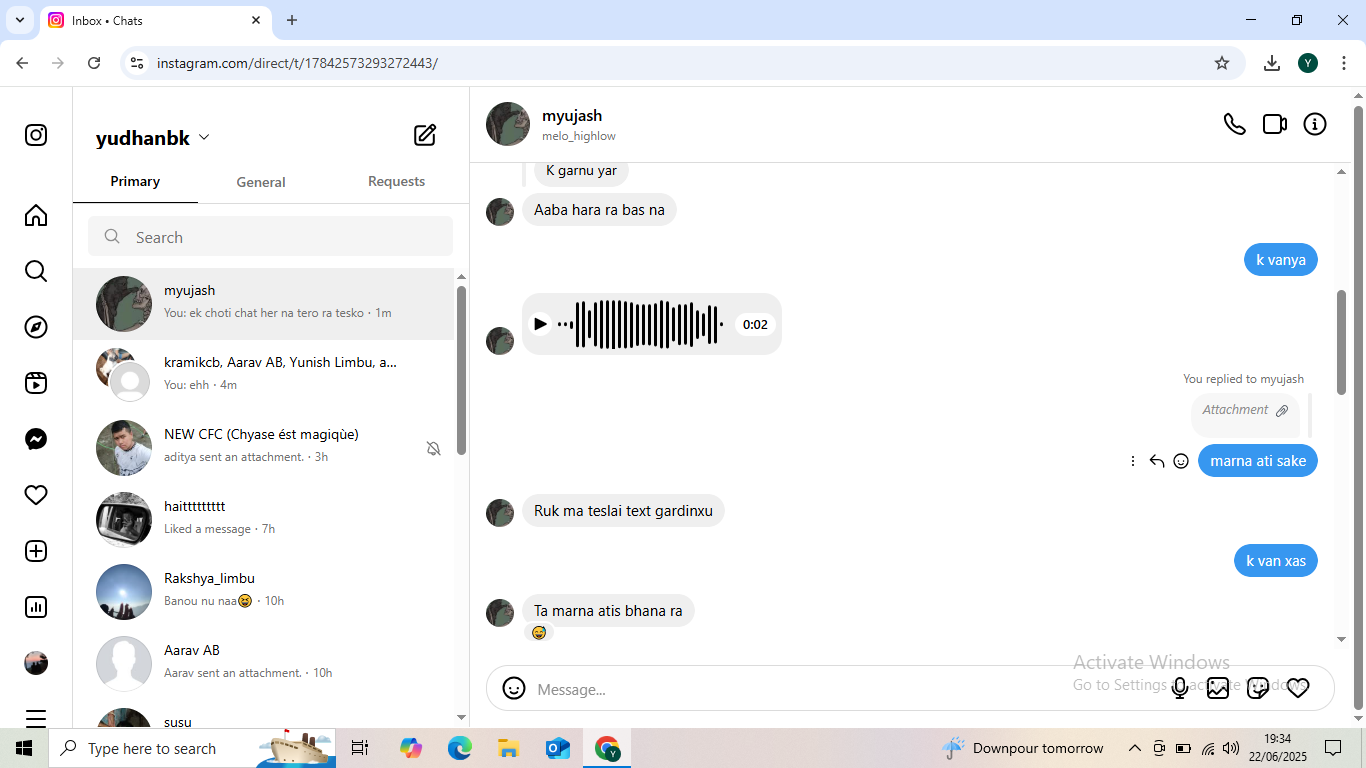 Inbox • Chats
instagram.com/direct/t/17842573293272443/
Y
yudhanbk
Primary
General
Requests
Search
myujash
You: ek choti chat her na tero ra tesko · 1m
kramikcb, Aarav AB, Yunish Limbu, a...
You: ehh · 4m
NEW CFC (Chyase ést magiqùe)
aditya sent an attachment. · 3h
haittttttttt
Liked a message · 7h
Rakshya_limbu
Banou nu naa😆 · 10h
Aarav AB
Aarav sent an attachment. · 10h
susu
myujash
melo_highlow
K garnu yar
Aaba hara ra bas na
k vanya
0:02
You replied to myujash
Attachment
marna ati sake
Ruk ma teslai text gardinxu
k van xas
Ta marna atis bhana ra
😅
Message...
Activate Windows
Go to Settings to activate Windows.
Type here to search
Y
Downpour tomorrow
19:34
22/06/2025